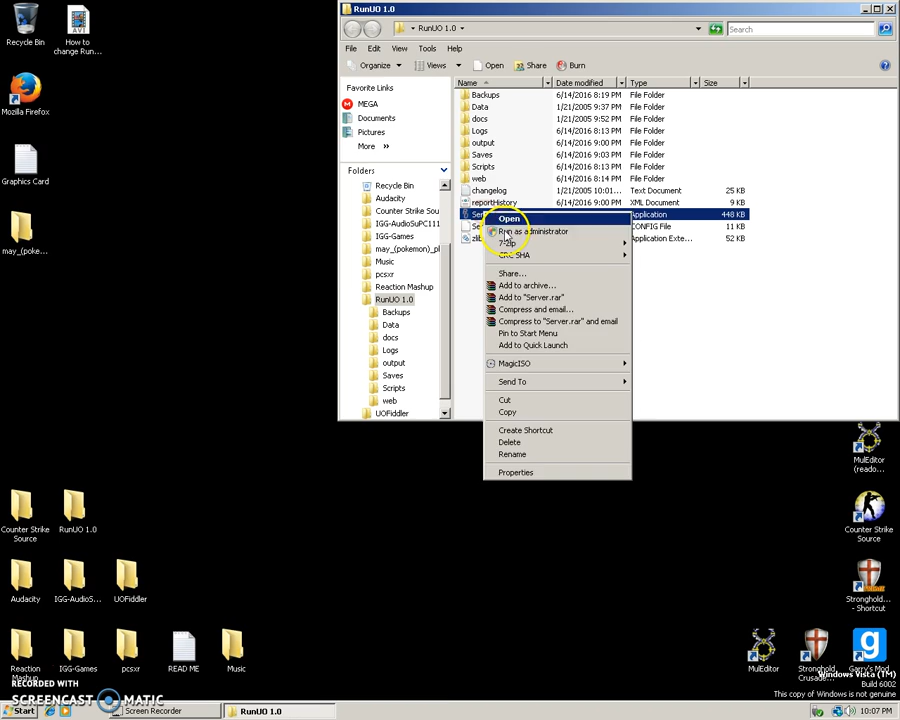 Recycle Bin
How to
change Run...
Mozilla Firefox
Graphics Card
may_(poke...
Counter Strike
Source
RunUO 1.0
Audacity
IGG-AudioS...
UOFiddler
Reaction
Mashup
IGG-Games
pcsxr
READ ME
Music
RECORDED WITH
SCREENCAST MATIC
RunUO 1.0
RunUO 1.0
Search
File Edit View Tools Help
Organize Views Open Share Burn
Favorite Links
MEGA
Documents
Pictures
More »
Folders
Recycle Bin
Audacity
Counter Strike Sou
IGG-AudioSuPC111
IGG-Games
may_(pokemon)_pl
Music
pcsxr
Reaction Mashup
RunUO 1.0
Backups
Data
docs
Logs
output
Saves
Scripts
web
UOFiddler
Name Date modified Type Size
Backups 6/14/2016 8:19 PM File Folder
Data 1/21/2005 9:37 PM File Folder
docs 1/21/2005 9:52 PM File Folder
Logs 6/14/2016 8:13 PM File Folder
output 6/14/2016 9:00 PM File Folder
Saves 6/14/2016 9:03 PM File Folder
Scripts 6/14/2016 8:13 PM File Folder
web 6/14/2016 8:14 PM File Folder
changelog 1/21/2005 10:01... Text Document 25 KB
reportHistory 6/14/2016 9:00 PM XML Document 9 KB
Ser Application 448 KB
Se CONFIG File 11 KB
zlib Application Exte... 52 KB
Open
Run as administrator
7-Zip
CRC SHA
Share...
Add to archive...
Add to "Server.rar"
Compress and email...
Compress to "Server.rar" and email
Pin to Start Menu
Add to Quick Launch
MagicISO
Send To
Cut
Copy
Create Shortcut
Delete
Rename
Properties
MulEditor
(reado...
Counter Strike
Source
Stronghold...
- Shortcut
MulEditor
Stronghold
Crusade...
Garry's Mod
Windows Vista (TM)
Build 6002
This copy of Windows is not genuine
Start
Screen Recorder
RunUO 1.0
10:07 PM